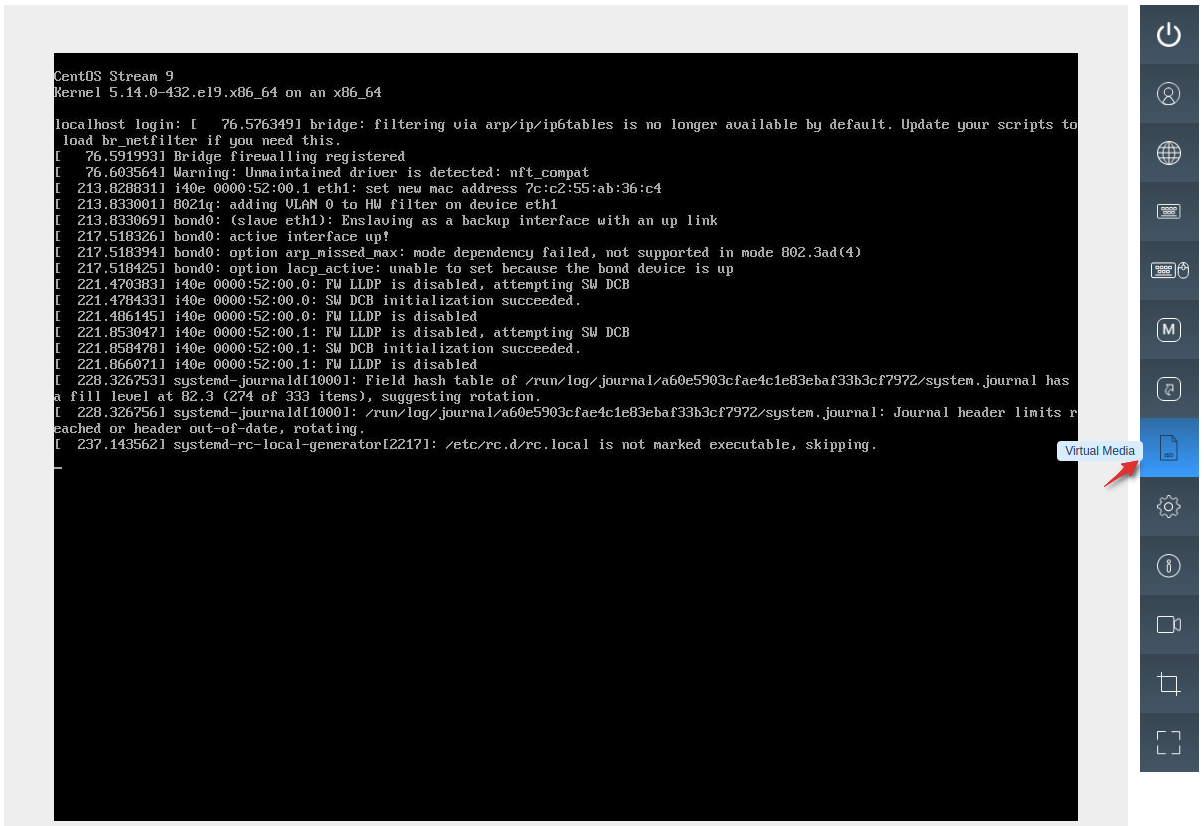 CentOS Stream 9
Kernel 5.14.0-432.el9.x86_64 on an x86_64
localhost login: [   76.576349] bridge: filtering via arp/ip/ip6tables is no longer available by default. Update your scripts to
 load br_netfilter if you need this.
[   76.591993] Bridge firewalling registered
[   76.603564] Warning: Unmaintained driver is detected: nft_compat
[  213.828831] i40e 0000:52:00.1 eth1: set new mac address 7c:c2:55:ab:36:c4
[  213.833001] 8021q: adding VLAN 0 to HW filter on device eth1
[  213.833069] bond0: (slave eth1): Enslaving as a backup interface with an up link
[  217.518326] bond0: active interface up!
[  217.518394] bond0: option arp_missed_max: mode dependency failed, not supported in mode 802.3ad(4)
[  217.518425] bond0: option lacp_active: unable to set because the bond device is up
[  221.470383] i40e 0000:52:00.0: FW LLDP is disabled, attempting SW DCB
[  221.478433] i40e 0000:52:00.0: SW DCB initialization succeeded.
[  221.486145] i40e 0000:52:00.0: FW LLDP is disabled
[  221.853047] i40e 0000:52:00.1: FW LLDP is disabled, attempting SW DCB
[  221.858478] i40e 0000:52:00.1: SW DCB initialization succeeded.
[  221.866071] i40e 0000:52:00.1: FW LLDP is disabled
[  228.326753] systemd-journald[1000]: Field hash table of /run/log/journal/a60e5903cfae4c1e83ebaf33b3cf7972/system.journal has
a fill level at 82.3 (274 of 333 items), suggesting rotation.
[  228.326756] systemd-journald[1000]: /run/log/journal/a60e5903cfae4c1e83ebaf33b3cf7972/system.journal: Journal header limits r
eached or header out-of-date, rotating.
[  237.143562] systemd-rc-local-generator[2217]: /etc/rc.d/rc.local is not marked executable, skipping.
M
Virtual Media